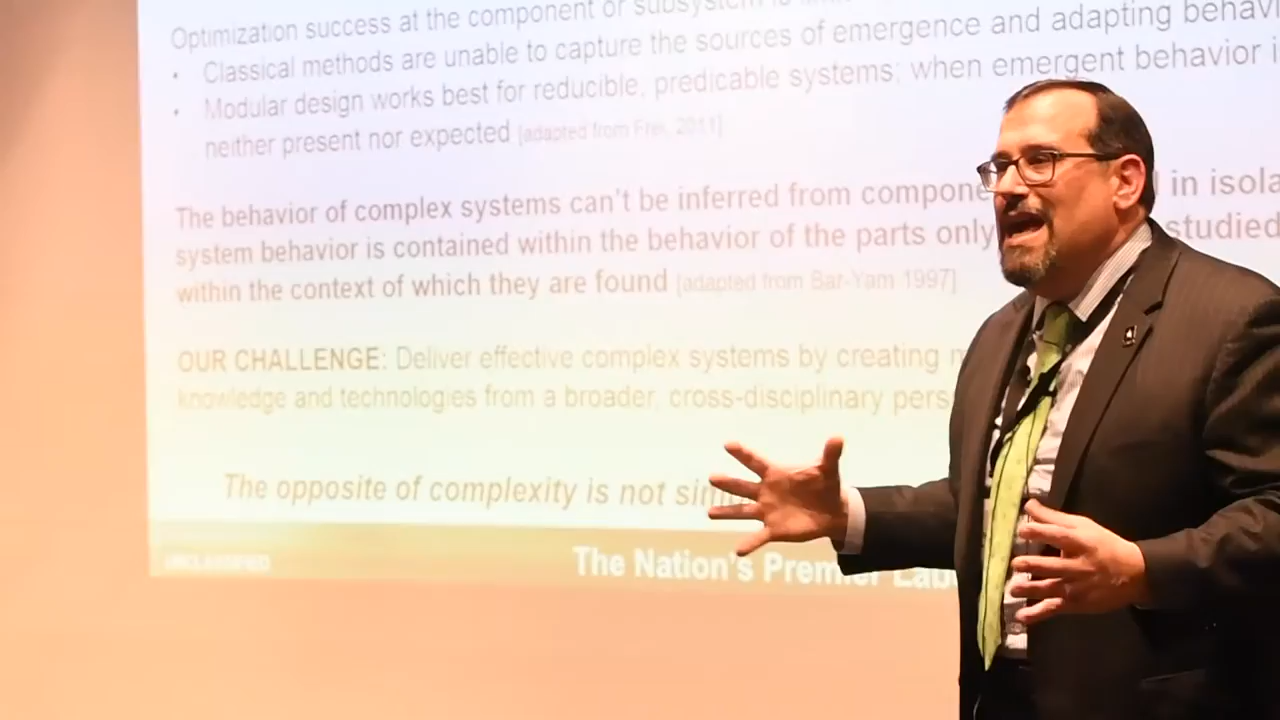 Optimization success at the component or subsystem is
• Classical methods are unable to capture the sources of emergence and adapting behavi
• Modular design works best for reducible, predicable systems; when emergent behavior i
neither present nor expected [adapted from Frei, 2011]
The behavior of complex systems can't be inferred from compone in isola
system behavior is contained within the behavior of the parts only studied
within the context of which they are found [adapted from Bar-Yam 1997]
OUR CHALLENGE: Deliver effective complex systems by creating
knowledge and technologies from a broader, cross-disciplinary pers
The opposite of complexity is not sim
UNCLASSIFIED
The Nation's Premier Lab